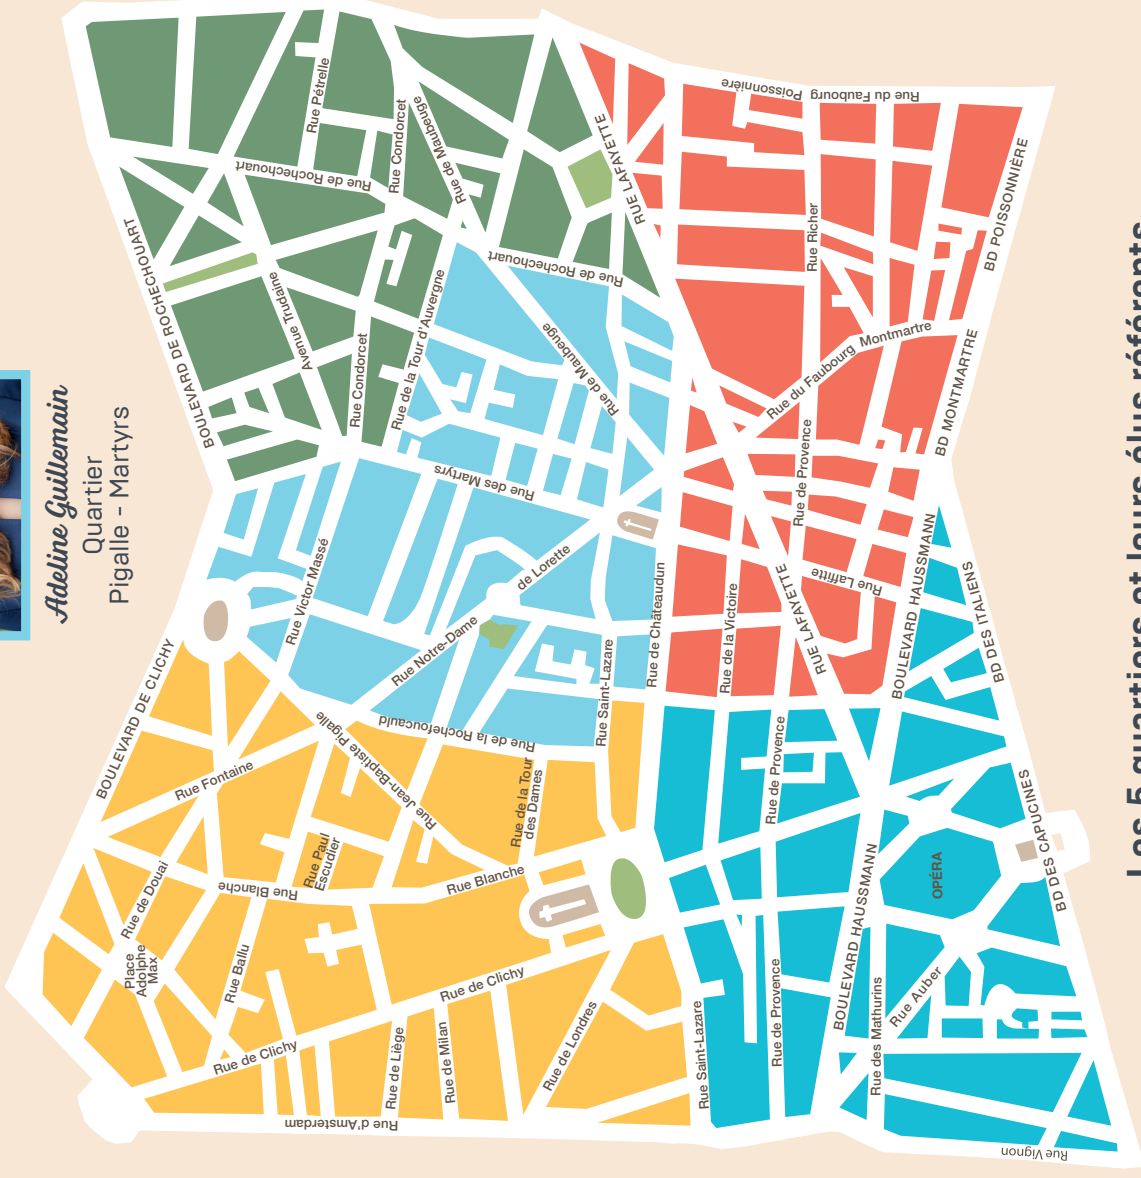 Adeline Guillemain
Quartier
Pigalle - Martyrs
Les 5 quartiers et leurs élus référents
Rue Pétrelle
Rue de Rochechouart
Rue Condorcet
Rue de Maubeuge
RUE LAFAYETTE
Rue du Faubourg Poissonnière
BD POISSONNIÈRE
BOULEVARD DE ROCHECHOUART
Avenue Trudaine
Rue Condorcet
Rue de la Tour d'Auvergne
Rue de Rochechouart
Rue de Maubeuge
Rue Richer
Rue du Faubourg Montmartre
BD MONTMARTRE
Rue des Martyrs
Rue de Provence
Rue Victor Massé
Rue Notre-Dame de Lorette
Rue de Châteaudun
Rue de la Victoire
RUE LAFAYETTE
Rue Laffitte
BOULEVARD HAUSSMANN
BD DES ITALIENS
BOULEVARD DE CLICHY
Rue Fontaine
Rue Jean-Baptiste Pigalle
Rue de la Rochefoucauld
Rue Saint-Lazare
Rue de la Tour
des Dames
Rue de Provence
BD DES CAPUCINES
Rue de Douai
Rue Blanche
Rue Paul
Escudier
Rue Blanche
OPÉRA
Place
Adolphe
Max
Rue Ballu
Rue de Clichy
Rue de Clichy
Rue de Liège
Rue de Milan
Rue de Londres
Rue Saint-Lazare
Rue de Provence
BOULEVARD HAUSSMANN
Rue des Mathurins
Rue Auber
Rue d'Amsterdam
Rue Vignon